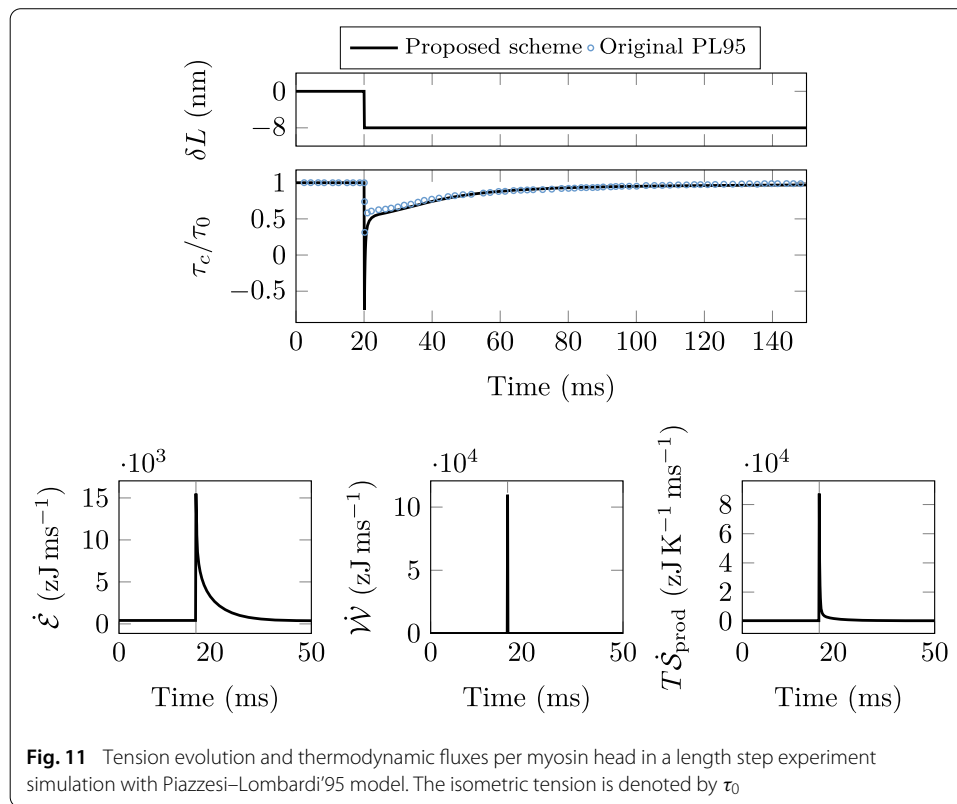 Proposed scheme Original PL95
δL (nm)
0
−8
τc/τ0
1
0.5
0
−0.5
0 20 40 60 80 100 120 140
Time (ms)
·10³
Ė (zJ ms⁻¹)
15
10
5
0
0 20 50
Time (ms)
·10⁴
Ẇ (zJ ms⁻¹)
10
5
0
0 20 50
Time (ms)
·10⁴
TṠprod (zJ K⁻¹ ms⁻¹)
8
6
4
2
0
0 20 50
Time (ms)
Fig. 11 Tension evolution and thermodynamic fluxes per myosin head in a length step experiment
simulation with Piazzesi–Lombardi'95 model. The isometric tension is denoted by τ0